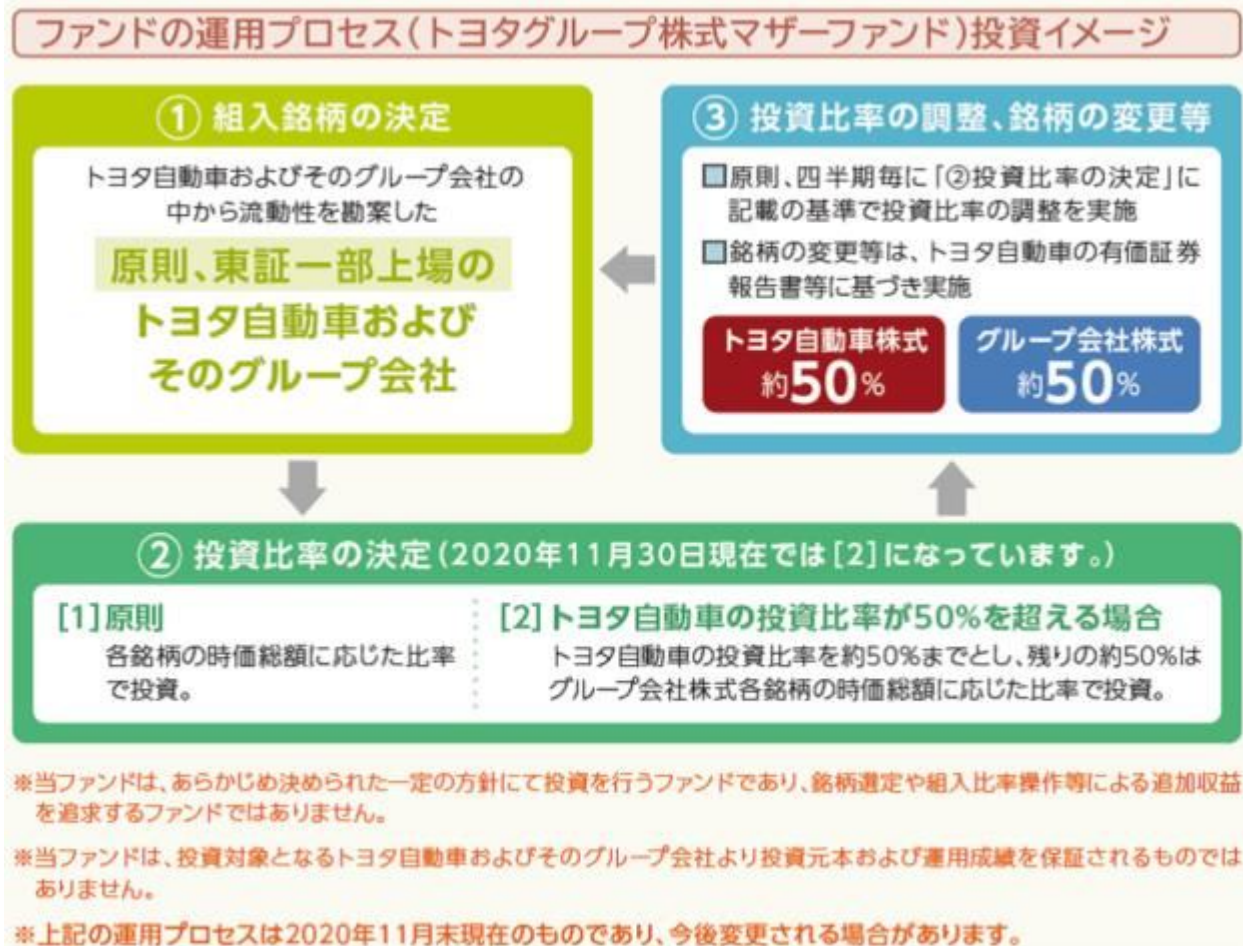 ファンドの運用プロセス(トヨタグループ株式マザーファンド)投資イメージ
① 組入銘柄の決定
トヨタ自動車およびそのグループ会社の
中から流動性を勘案した
原則、東証一部上場の
トヨタ自動車および
そのグループ会社
③ 投資比率の調整、銘柄の変更等
原則、四半期毎に「②投資比率の決定」に
記載の基準で投資比率の調整を実施
銘柄の変更等は、トヨタ自動車の有価証券
報告書等に基づき実施
トヨタ自動車株式
約50%
グループ会社株式
約50%
② 投資比率の決定(2020年11月30日現在では[2]になっています。)
[1]原則
各銘柄の時価総額に応じた比率
で投資。
[2]トヨタ自動車の投資比率が50%を超える場合
トヨタ自動車の投資比率を約50%までとし、残りの約50%は
グループ会社株式各銘柄の時価総額に応じた比率で投資。
※当ファンドは、あらかじめ決められた一定の方針にて投資を行うファンドであり、銘柄選定や組入比率操作等による追加収益
を追求するファンドではありません。
※当ファンドは、投資対象となるトヨタ自動車およびそのグループ会社より投資元本および運用成績を保証されるものでは
ありません。
※上記の運用プロセスは2020年11月末現在のものであり、今後変更される場合があります。